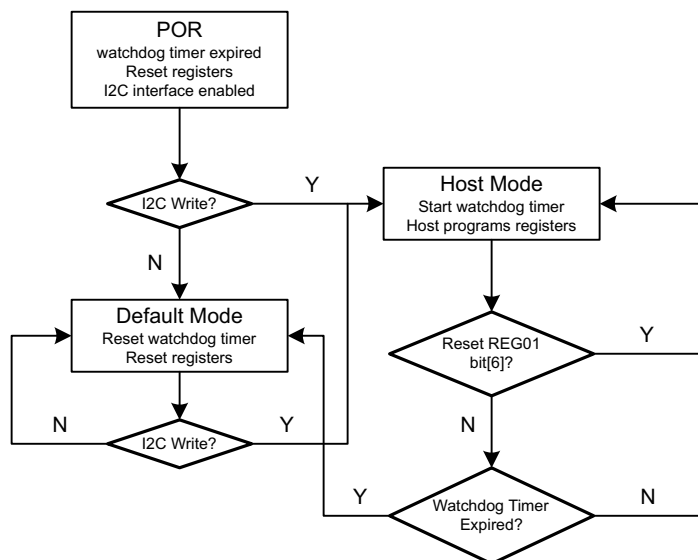 POR
watchdog timer expired
Reset registers
I2C interface enabled
I2C Write?
Y
N
Host Mode
Start watchdog timer
Host programs registers
Default Mode
Reset watchdog timer
Reset registers
Reset REG01
bit[6]?
Y
N
I2C Write?
N
Y
Watchdog Timer
Expired?
Y
N